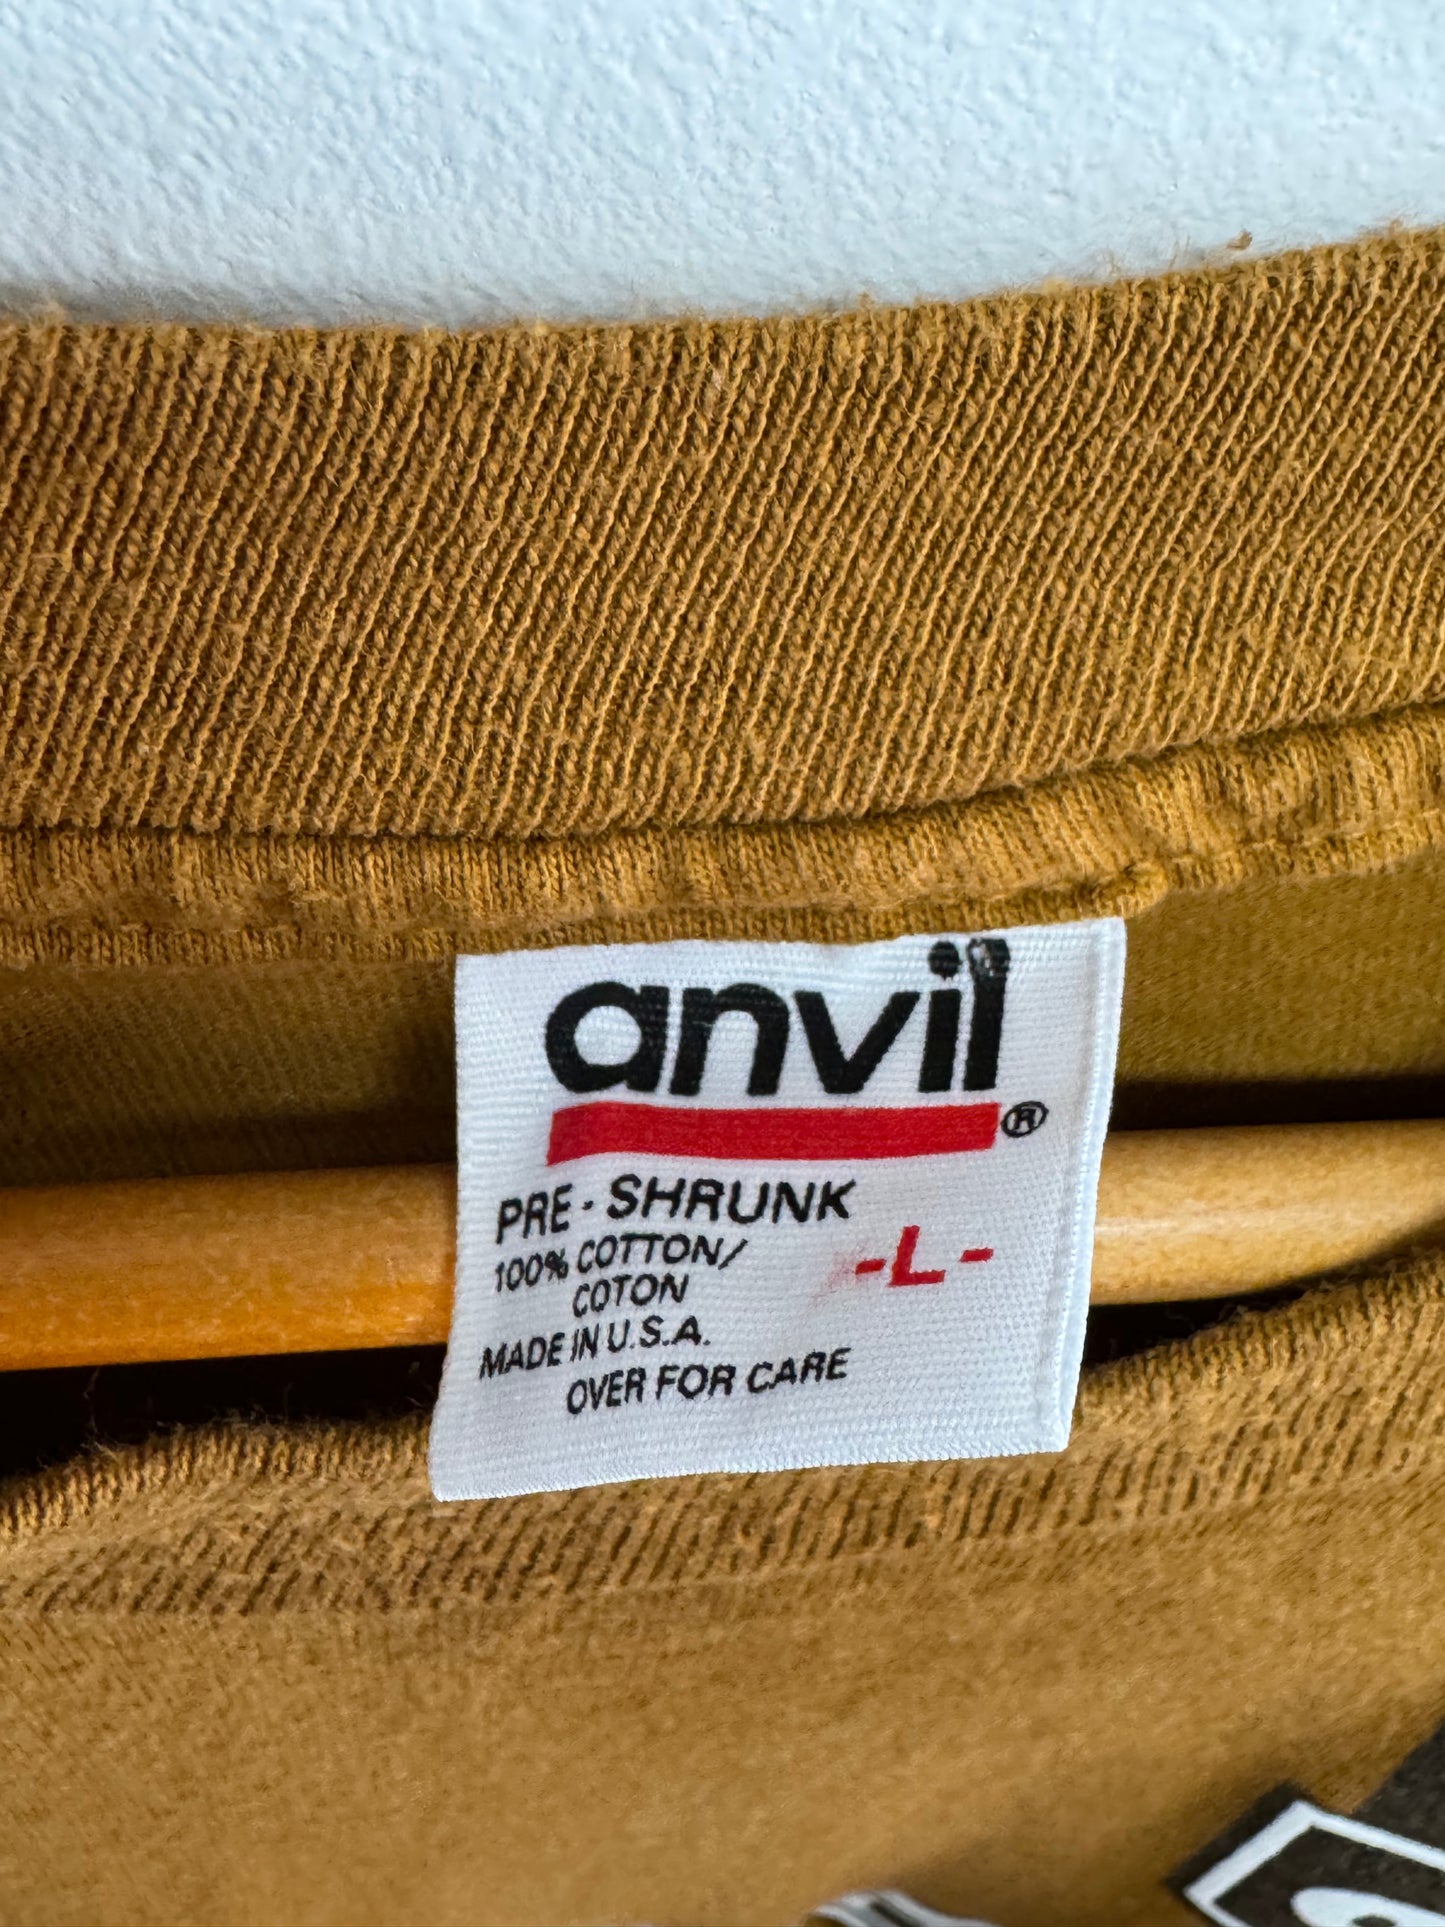 anvil®
PRE-SHRUNK
100% COTTON/
COTON
-L-
MADE IN U.S.A.
OVER FOR CARE